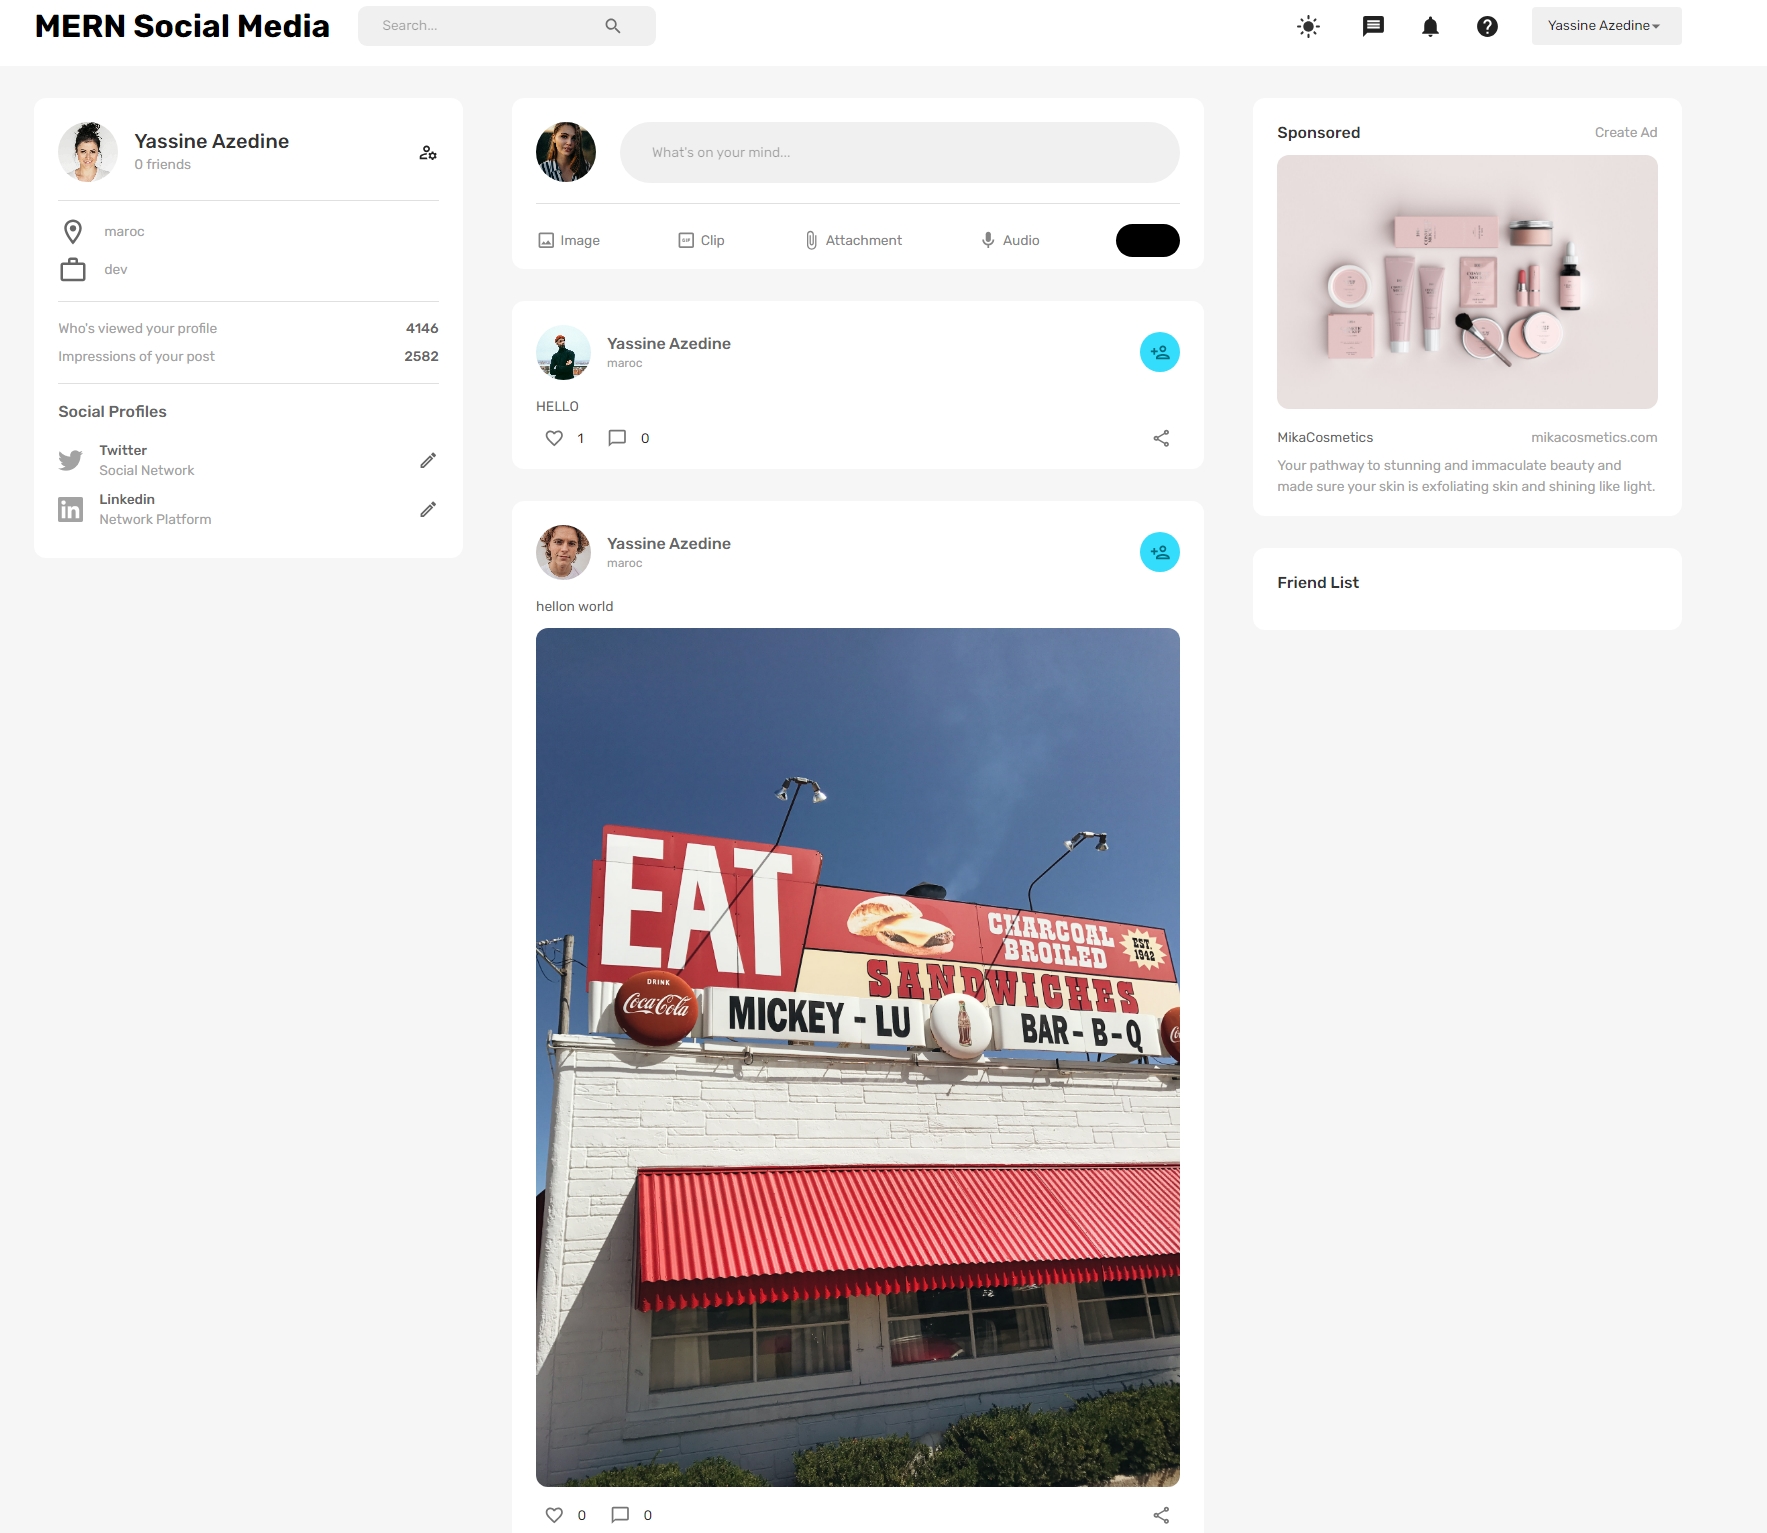 MERN Social Media
Search...
Yassine Azedine
Yassine Azedine
0 friends
maroc
dev
Who's viewed your profile 4146
Impressions of your post 2582
Social Profiles
Twitter
Social Network
Linkedin
Network Platform
What's on your mind...
Image Clip Attachment Audio
Yassine Azedine
maroc
HELLO
1 0
Yassine Azedine
maroc
hellon world
EAT
CHARCOAL
BROILED
EST.
1942
SANDWICHES
DRINK
Coca-Cola
MICKEY - LU
BAR - B - Q
0 0
Sponsored Create Ad
MikaCosmetics mikacosmetics.com
Your pathway to stunning and immaculate beauty and
made sure your skin is exfoliating skin and shining like light.
Friend List